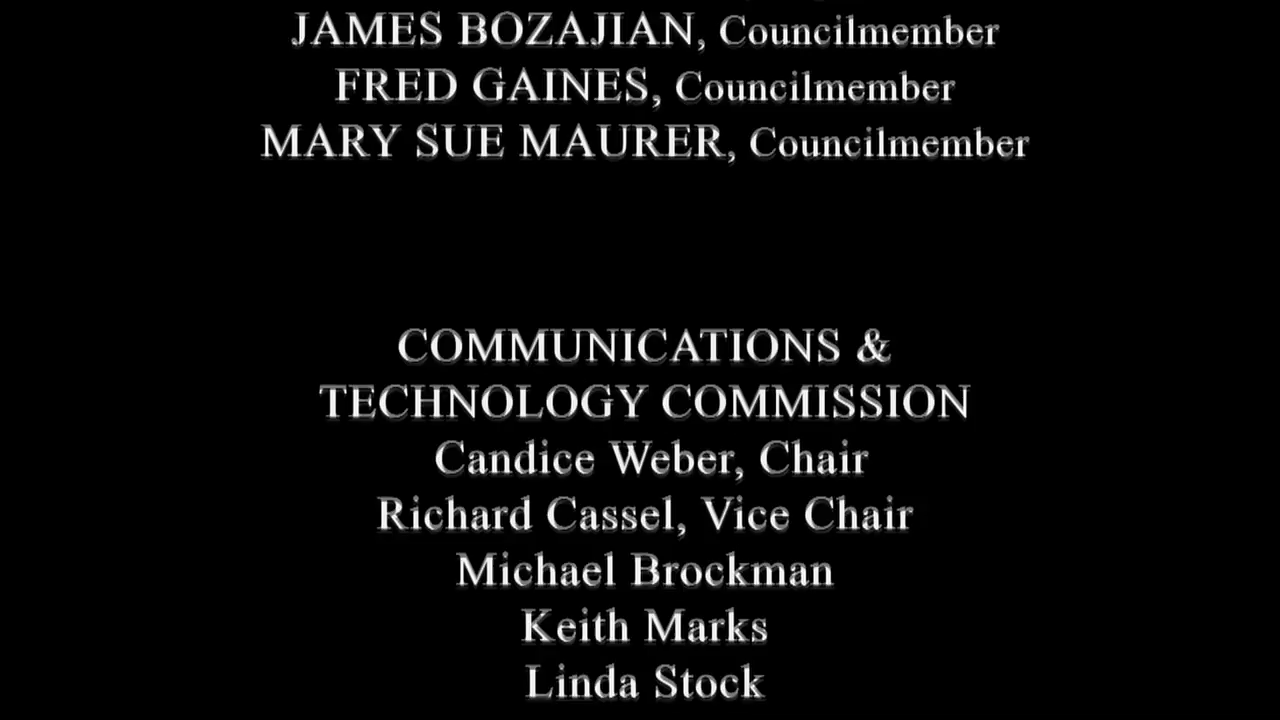 JAMES BOZAJIAN, Councilmember
FRED GAINES, Councilmember
MARY SUE MAURER, Councilmember
COMMUNICATIONS &
TECHNOLOGY COMMISSION
Candice Weber, Chair
Richard Cassel, Vice Chair
Michael Brockman
Keith Marks
Linda Stock